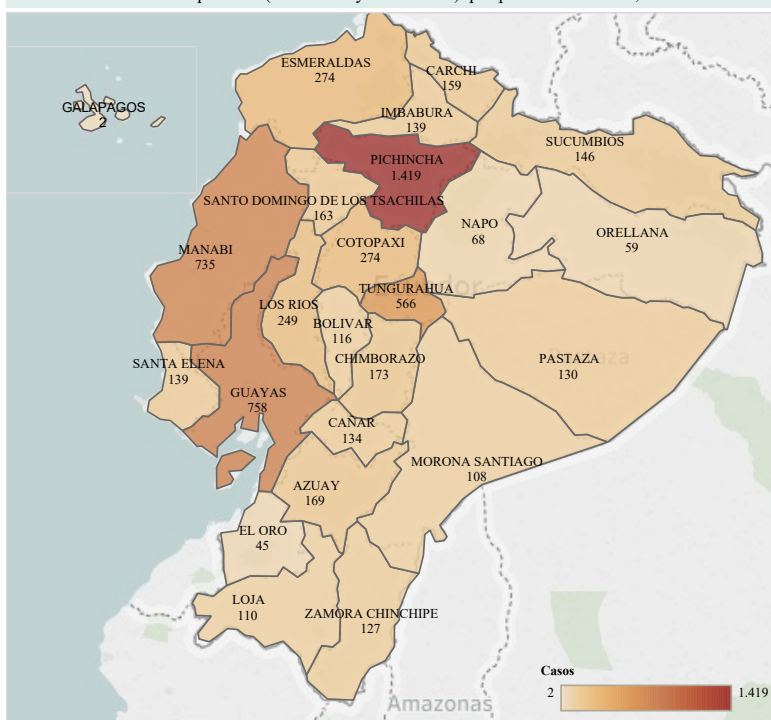 ESMERALDAS
274
CARCHI
159
GALAPAGOS
2
IMBABURA
139
SUCUMBIOS
146
PICHINCHA
1.419
SANTO DOMINGO DE LOS TSACHILAS
163
NAPO
68
ORELLANA
59
MANABI
735
COTOPAXI
274
TUNGURAHUA
566
LOS RIOS
249
BOLIVAR
116
CHIMBORAZO
173
PASTAZA
130
SANTA ELENA
139
GUAYAS
758
CAÑAR
134
MORONA SANTIAGO
108
AZUAY
169
EL ORO
45
LOJA
110
ZAMORA CHINCHIPE
127
Casos
2 1.419
Amazonas